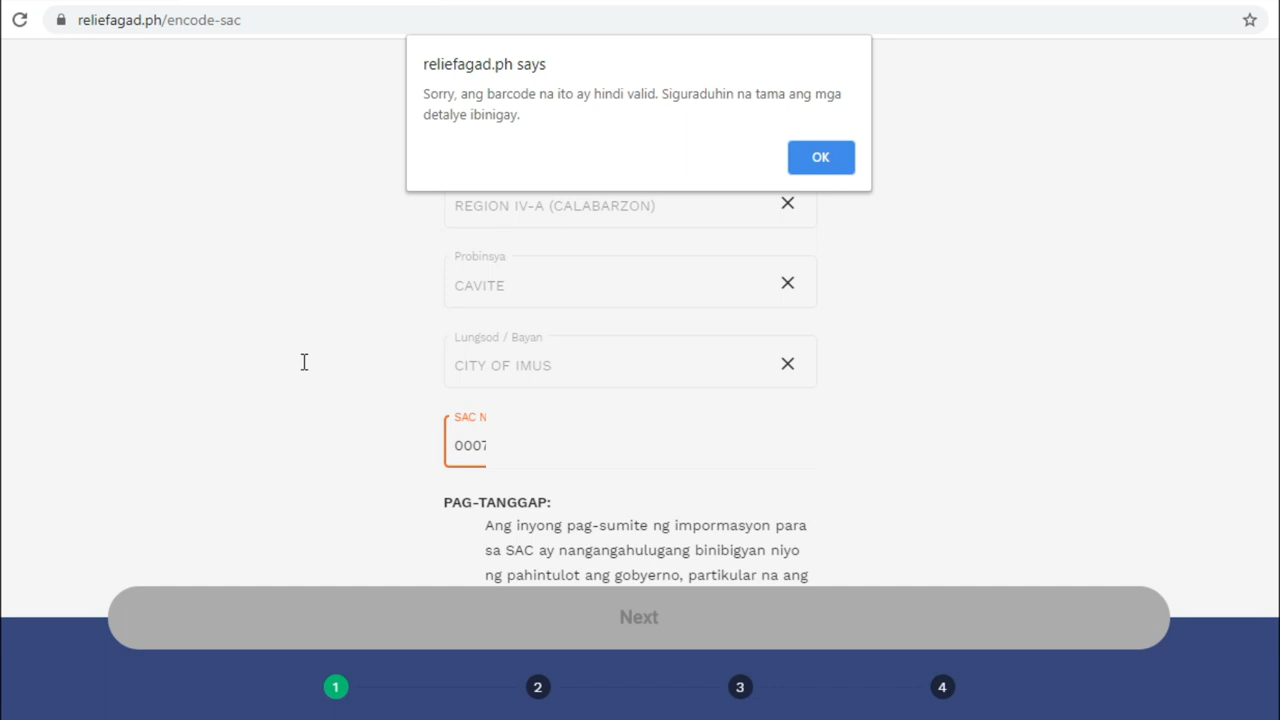 reliefagad.ph/encode-sac
reliefagad.ph says
Sorry, ang barcode na ito ay hindi valid. Siguraduhin na tama ang mga
detalye ibinigay.
OK
REGION IV-A (CALABARZON)
Probinsya
CAVITE
Lungsod / Bayan
CITY OF IMUS
SAC N
0007
PAG-TANGGAP:
Ang inyong pag-sumite ng impormasyon para
sa SAC ay nangangahulugang binibigyan niyo
ng pahintulot ang gobyerno, partikular na ang
Next
1 2 3 4